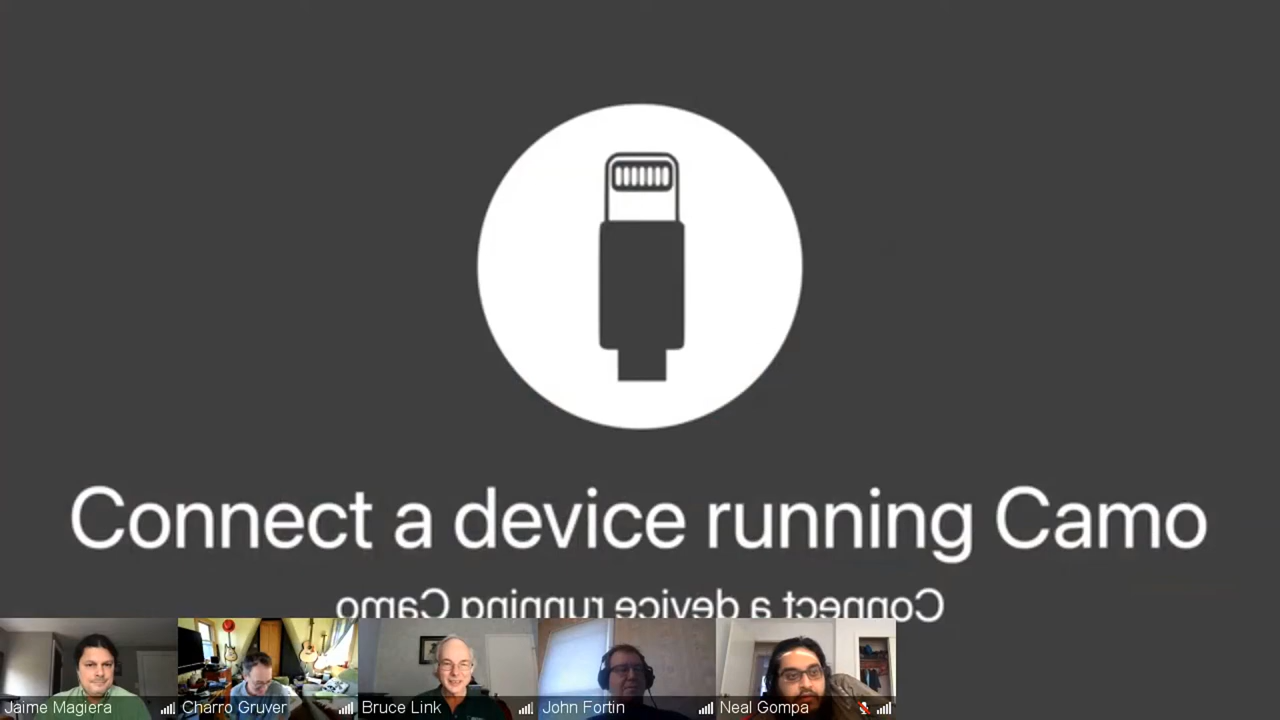 Connect a device running Camo
Connect a device running Camo
Jaime Magiera
Charro Gruver
Bruce Link
John Fortin
Neal Gompa